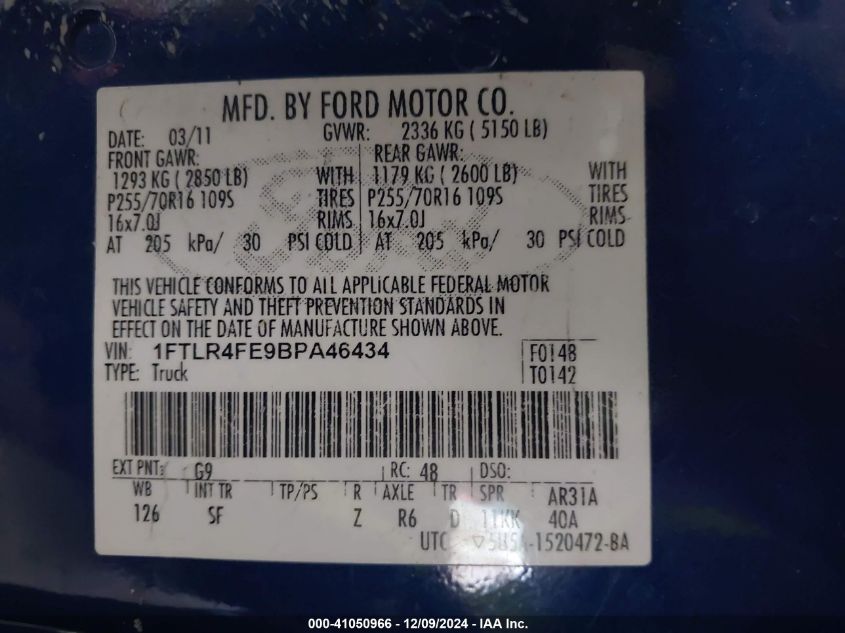 MFD. BY FORD MOTOR CO.
DATE: 03/11 GVWR: 2336 KG ( 5150 LB)
FRONT GAWR: REAR GAWR:
1293 KG ( 2850 LB) WITH 1179 KG ( 2600 LB) WITH
P255/70R16 109S TIRES P255/70R16 109S TIRES
16x7.0J RIMS 16x7.0J RIMS
AT 205 kPa/ 30 PSI COLD AT 205 kPa/ 30 PSI COLD
THIS VEHICLE CONFORMS TO ALL APPLICABLE FEDERAL MOTOR
VEHICLE SAFETY AND THEFT PREVENTION STANDARDS IN
EFFECT ON THE DATE OF MANUFACTURE SHOWN ABOVE.
VIN: 1FTLR4FE9BPA46434 F0148
TYPE: Truck T0142
EXT PNT: G9 RC: 48 DSO:
WB INT TR TP/PS R AXLE TR SPR AR31A
126 SF Z R6 D 11KK 40A
UTC ▽5U5A-1520472-BA
000-41050966 - 12/09/2024 - IAA Inc.